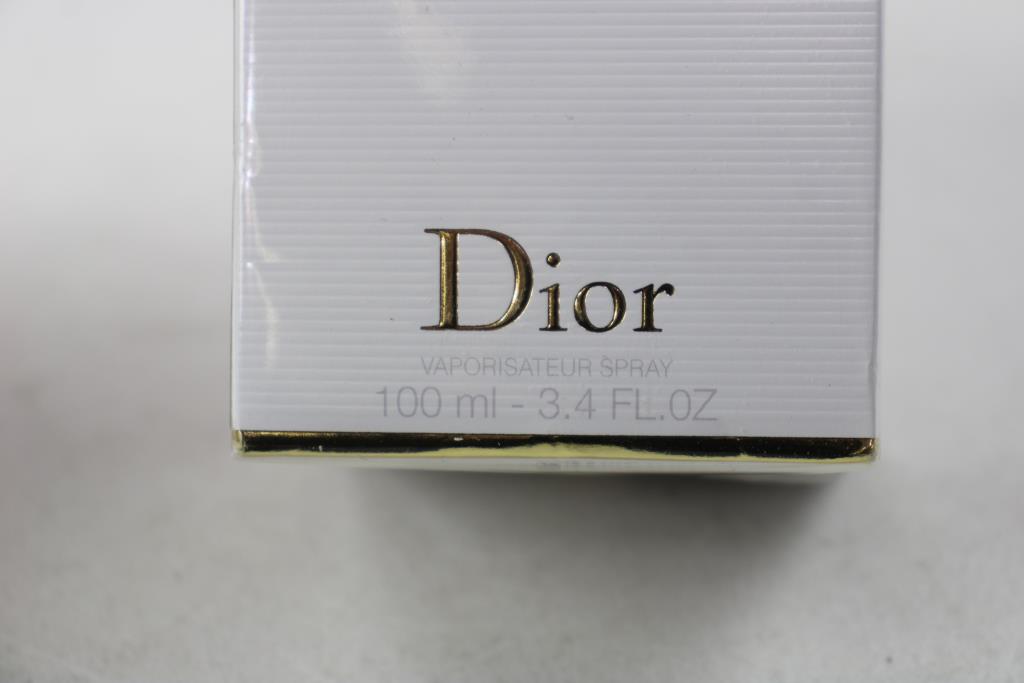 Dior
VAPORISATEUR SPRAY
100 ml - 3.4 FL.OZ